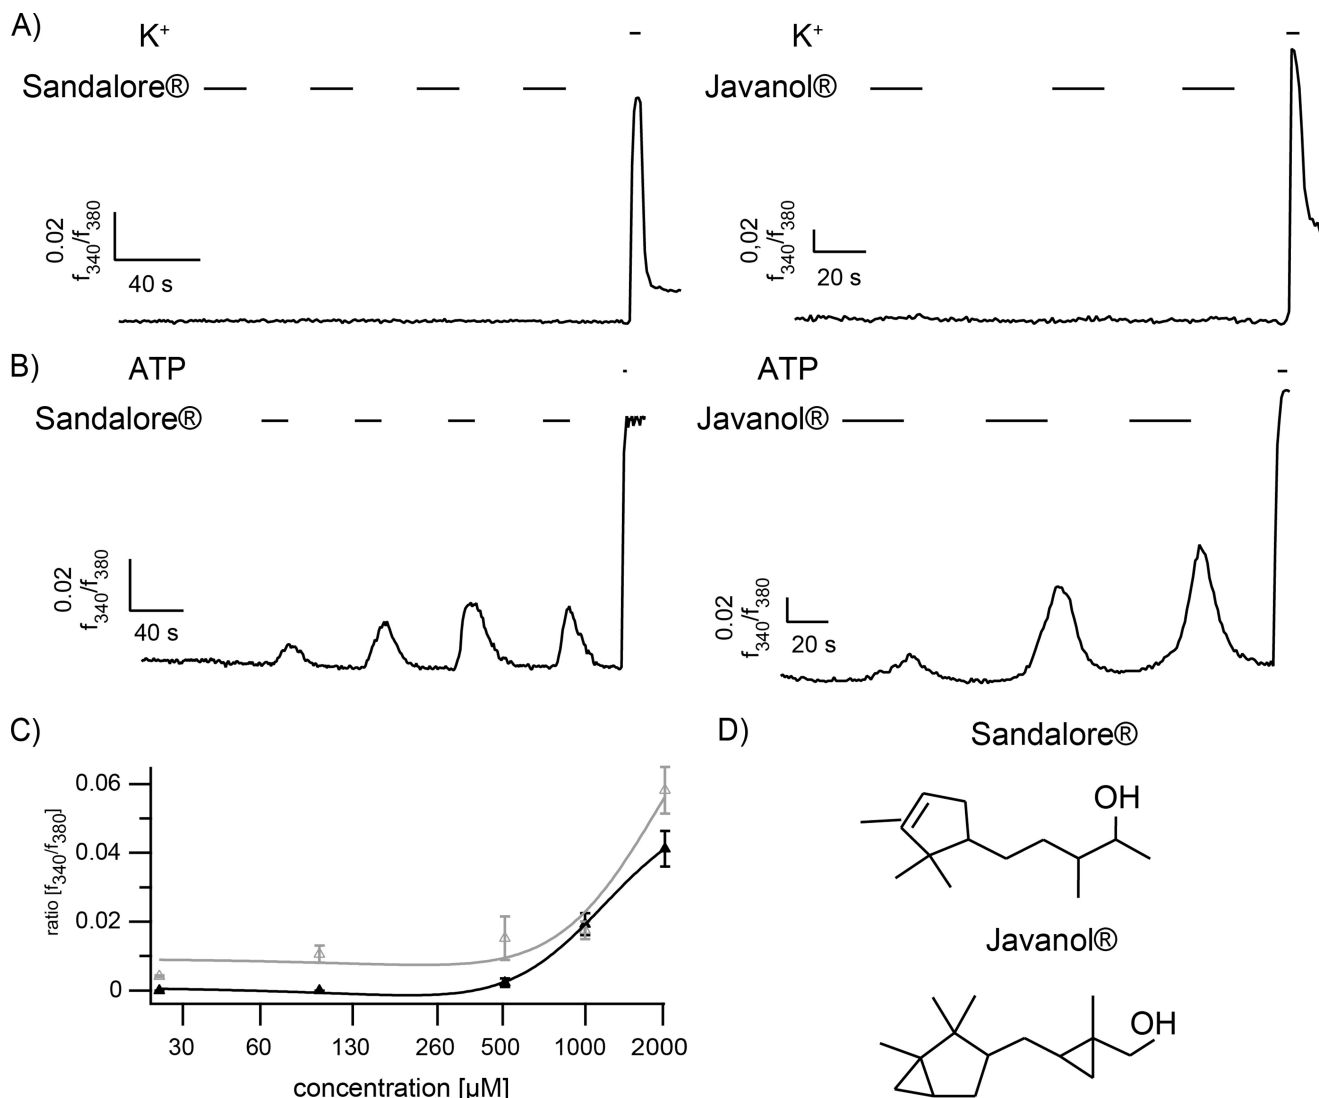 A)
K⁺
Sandalore®
0.02
f₃₄₀/f₃₈₀
40 s
K⁺
Javanol®
0,02
f₃₄₀/f₃₈₀
20 s
B)
ATP
Sandalore®
0.02
f₃₄₀/f₃₈₀
40 s
ATP
Javanol®
0.02
f₃₄₀/f₃₈₀
20 s
C)
ratio [f₃₄₀/f₃₈₀]
0.06
0.04
0.02
0
30 60 130 260 500 1000 2000
concentration [µM]
D)
Sandalore®
OH
Javanol®
OH